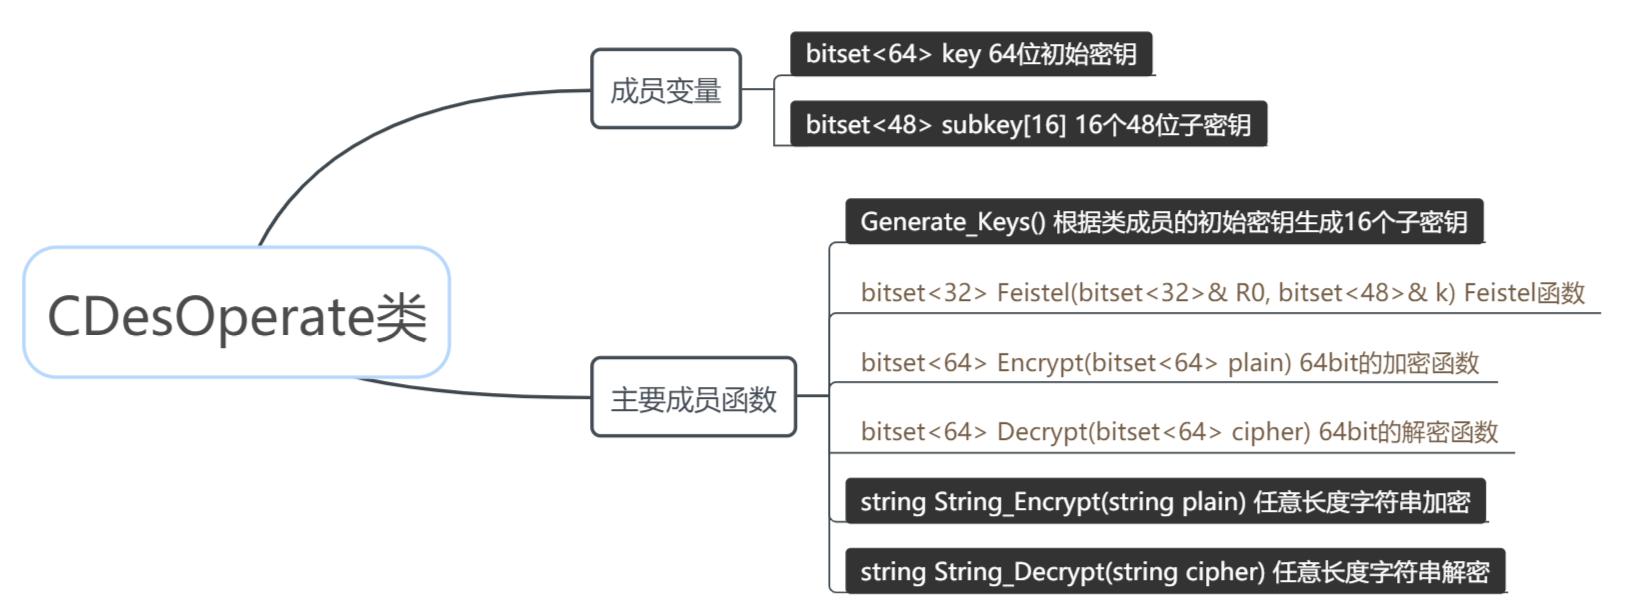 CDesOperate类
成员变量
bitset<64> key 64位初始密钥
bitset<48> subkey[16] 16个48位子密钥
主要成员函数
Generate_Keys() 根据类成员的初始密钥生成16个子密钥
bitset<32> Feistel(bitset<32>& R0, bitset<48>& k) Feistel函数
bitset<64> Encrypt(bitset<64> plain) 64bit的加密函数
bitset<64> Decrypt(bitset<64> cipher) 64bit的解密函数
string String_Encrypt(string plain) 任意长度字符串加密
string String_Decrypt(string cipher) 任意长度字符串解密